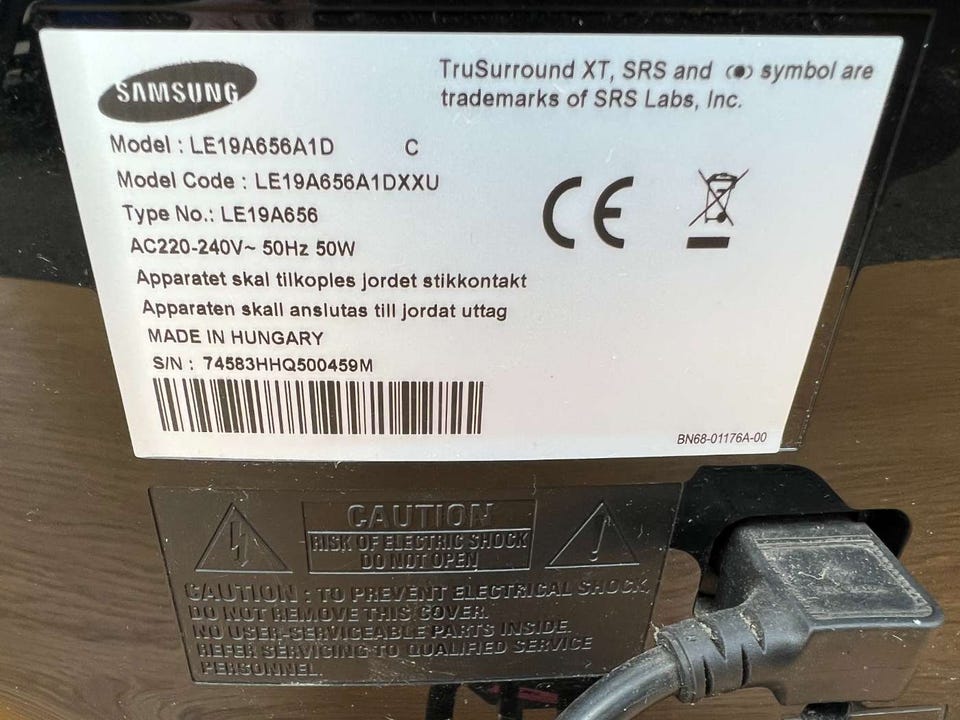 SAMSUNG
TruSurround XT, SRS and (●) symbol are
trademarks of SRS Labs, Inc.
Model : LE19A656A1D C
Model Code : LE19A656A1DXXU
Type No.: LE19A656
AC220-240V~ 50Hz 50W
Apparatet skal tilkoples jordet stikkontakt
Apparaten skall anslutas till jordat uttag
MADE IN HUNGARY
S/N : 74583HHQ500459M
CE
BN68-01176A-00
CAUTION
RISK OF ELECTRIC SHOCK
DO NOT OPEN
CAUTION : TO PREVENT ELECTRICAL SHOCK,
DO NOT REMOVE THIS COVER.
NO USER-SERVICEABLE PARTS INSIDE.
REFER SERVICING TO QUALIFIED SERVICE
PERSONNEL.